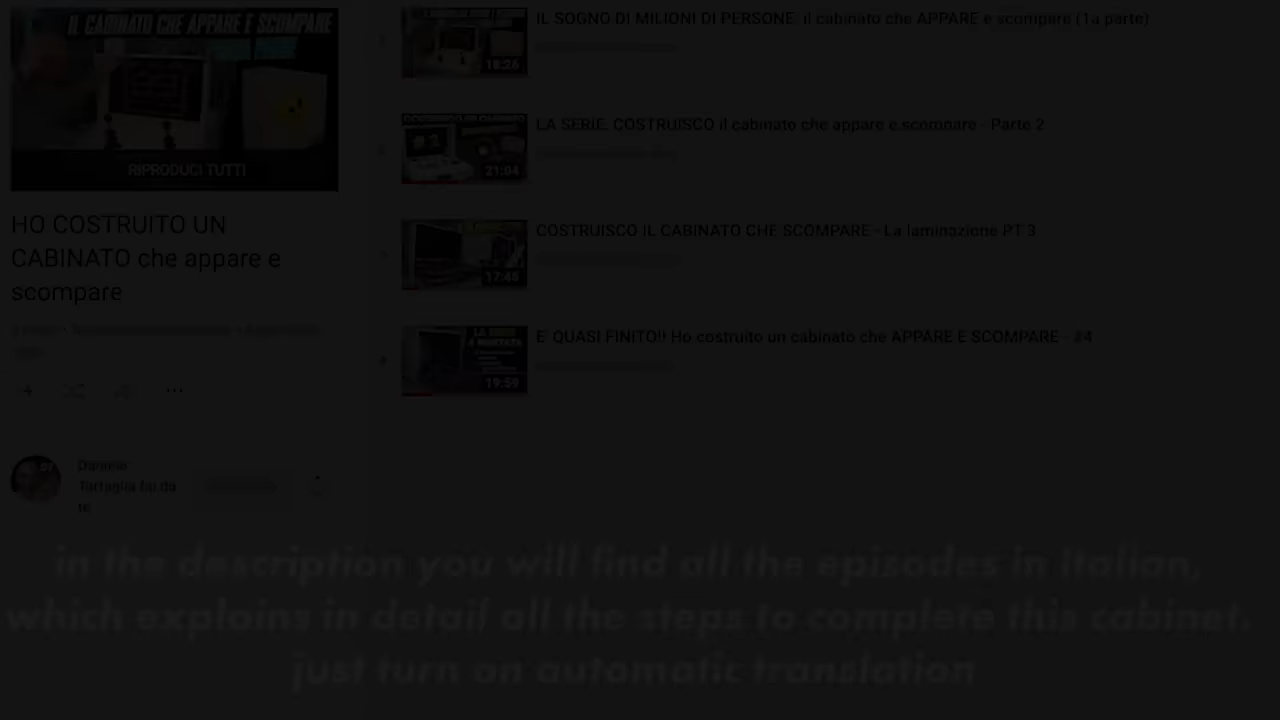 IL CABINATO CHE APPARE E SCOMPARE
RIPRODUCI TUTTI
HO COSTRUITO UN
CABINATO che appare e
scompare
Daniele
Tartaglia fai da
te
IL SOGNO DI MILIONI DI PERSONE: il cabinato che APPARE e scompare (1a parte)
18:26
LA SERIE. COSTRUISCO il cabinato che appare e scompare - Parte 2
#2
21:04
COSTRUISCO IL CABINATO CHE SCOMPARE - La laminazione PT 3
17:45
4
E' QUASI FINITO!! Ho costruito un cabinato che APPARE E SCOMPARE - #4
LA SERIE
19:59
in the description you will find all the episodes in Italian,
which explains in detail all the steps to complete this cabinet.
just turn on automatic translation